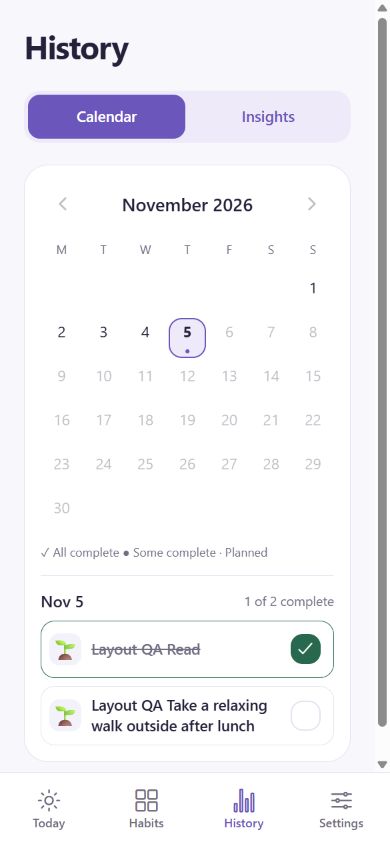 History
Calendar
Insights
November 2026
M T W T F S S
1
2 3 4 5 6 7 8
9 10 11 12 13 14 15
16 17 18 19 20 21 22
23 24 25 26 27 28 29
30
✓ All complete ● Some complete · Planned
Nov 5
1 of 2 complete
Layout QA Read
Layout QA Take a relaxing
walk outside after lunch
Today
Habits
History
Settings